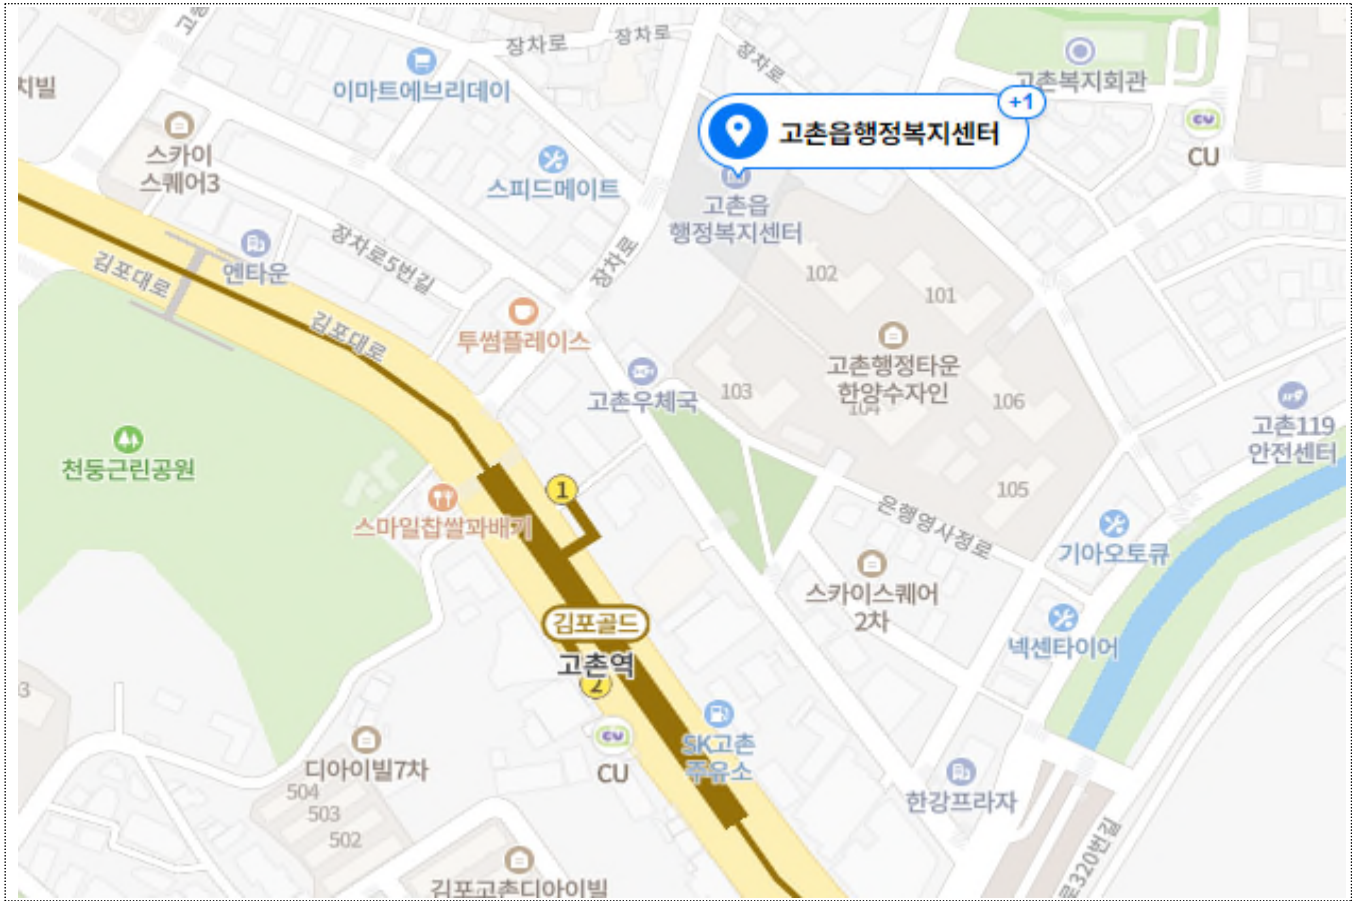 장차로
장차로
장차로
고촌복지회관
이마트에브리데이
치빌
+1
고촌읍행정복지센터
CU
CU
스카이
스퀘어3
스피드메이트
고촌읍
행정복지센터
장차로5번길
장차로
엔타운
김포대로
102
101
김포대로
투썸플레이스
고촌행정타운
한양수자인
103
104
106
고촌우체국
고촌119
안전센터
천둥근린공원
105
1
스마일찹쌀꽈배기
은행영사정로
기아오토큐
스카이스퀘어
2차
김포골드
고촌역
2
넥센타이어
3
SK고촌
주유소
CU
CU
디아이빌7차
504
503
502
한강프라자
로320번길
김포고촌디아이빌